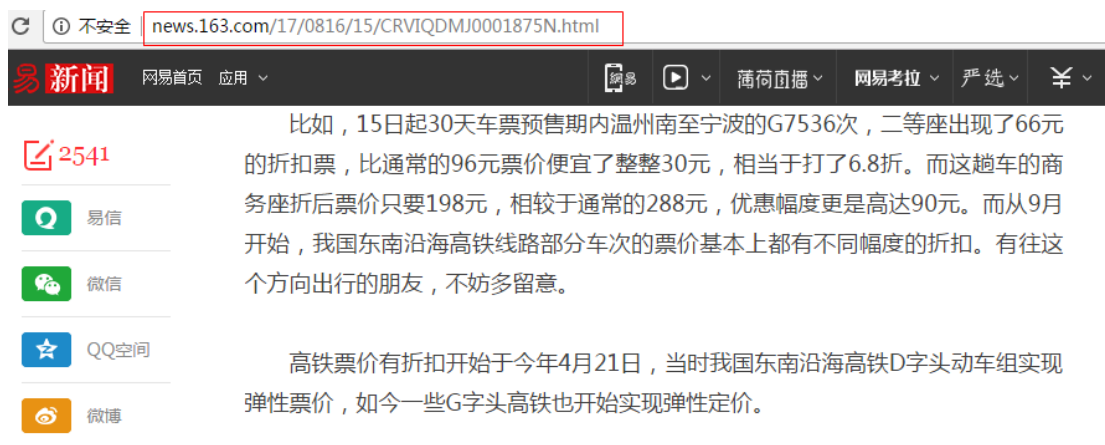 不安全 news.163.com/17/0816/15/CRVIQDMJ0001875N.html
易 新闻 网易首页 应用 網易 薄荷直播 网易考拉 严选
比如，15日起30天车票预售期内温州南至宁波的G7536次，二等座出现了66元
2541
的折扣票，比通常的96元票价便宜了整整30元，相当于打了6.8折。而这趟车的商
务座折后票价只要198元，相较于通常的288元，优惠幅度更是高达90元。而从9月
易信
开始，我国东南沿海高铁线路部分车次的票价基本上都有不同幅度的折扣。有往这
微信
个方向出行的朋友，不妨多留意。
QQ空间
高铁票价有折扣开始于今年4月21日，当时我国东南沿海高铁D字头动车组实现
弹性票价，如今一些G字头高铁也开始实现弹性定价。
微博